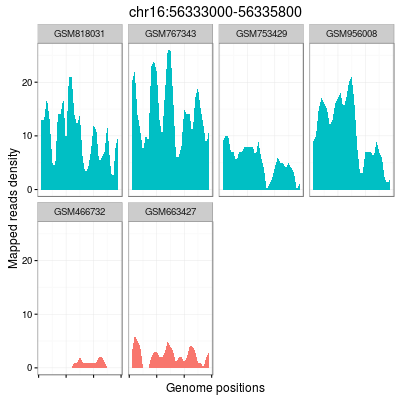 chr16:56333000-56335800
GSM818031 GSM767343 GSM753429 GSM956008
20
10
0
GSM466732 GSM663427
20
10
0
Mapped reads density
Genome positions